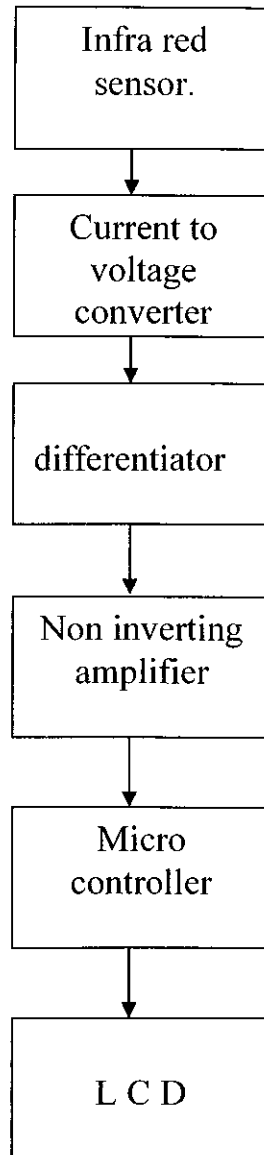 Infra red
sensor.
Current to
voltage
converter
differentiator
Non inverting
amplifier
Micro
controller
L C D